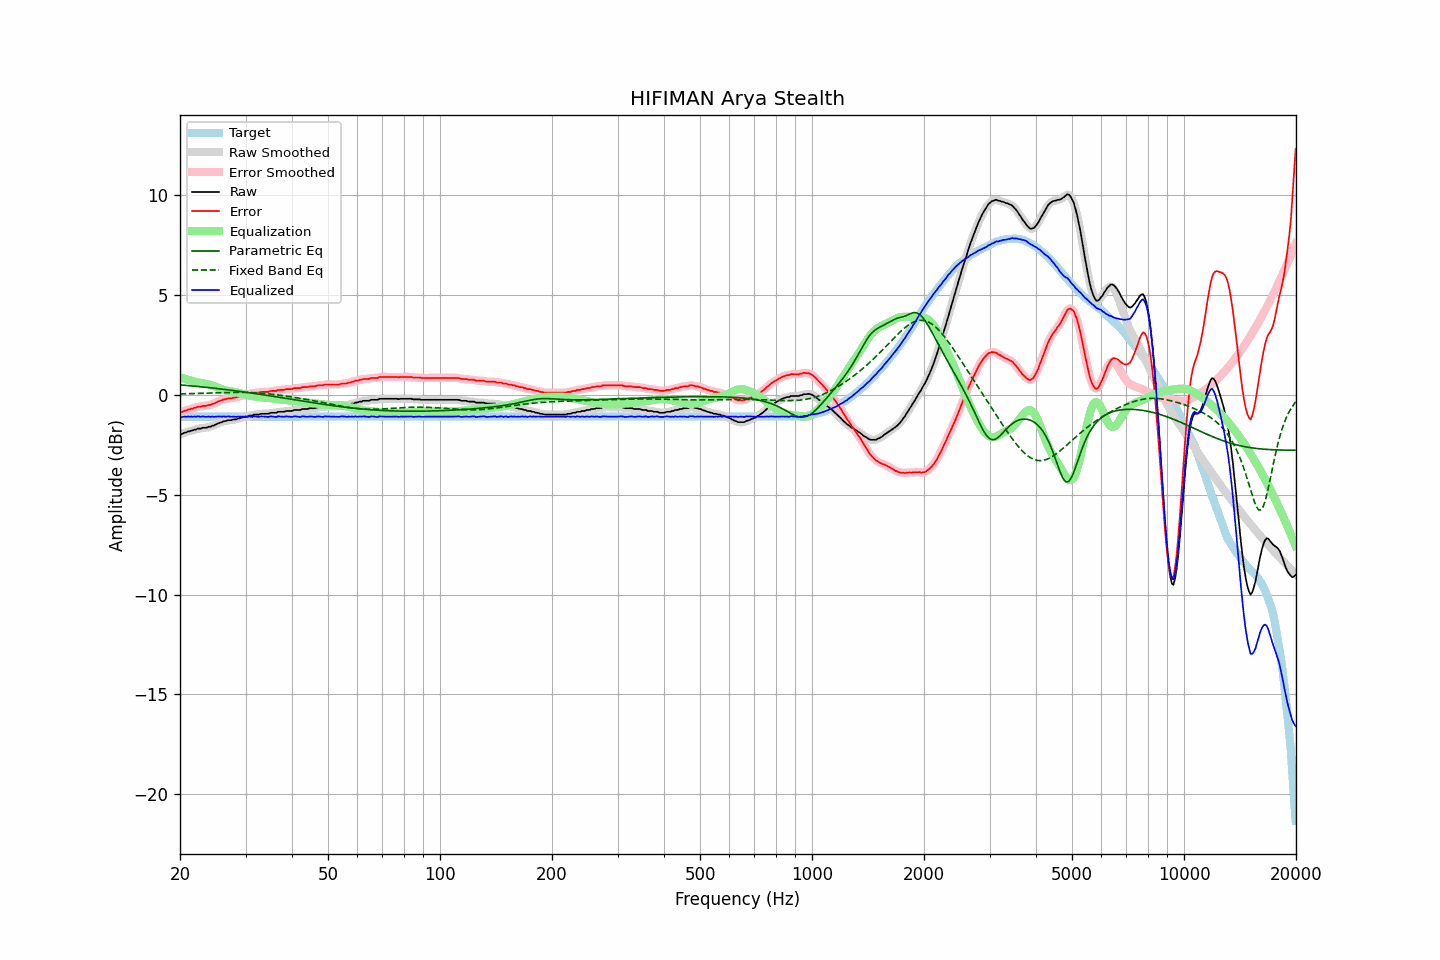 HIFIMAN Arya Stealth
Target
Raw Smoothed
Error Smoothed
Raw
Error
Equalization
Parametric Eq
Fixed Band Eq
Equalized
10
5
0
−5
−10
−15
−20
Amplitude (dBr)
20 50 100 200 500 1000 2000 5000 10000 20000
Frequency (Hz)